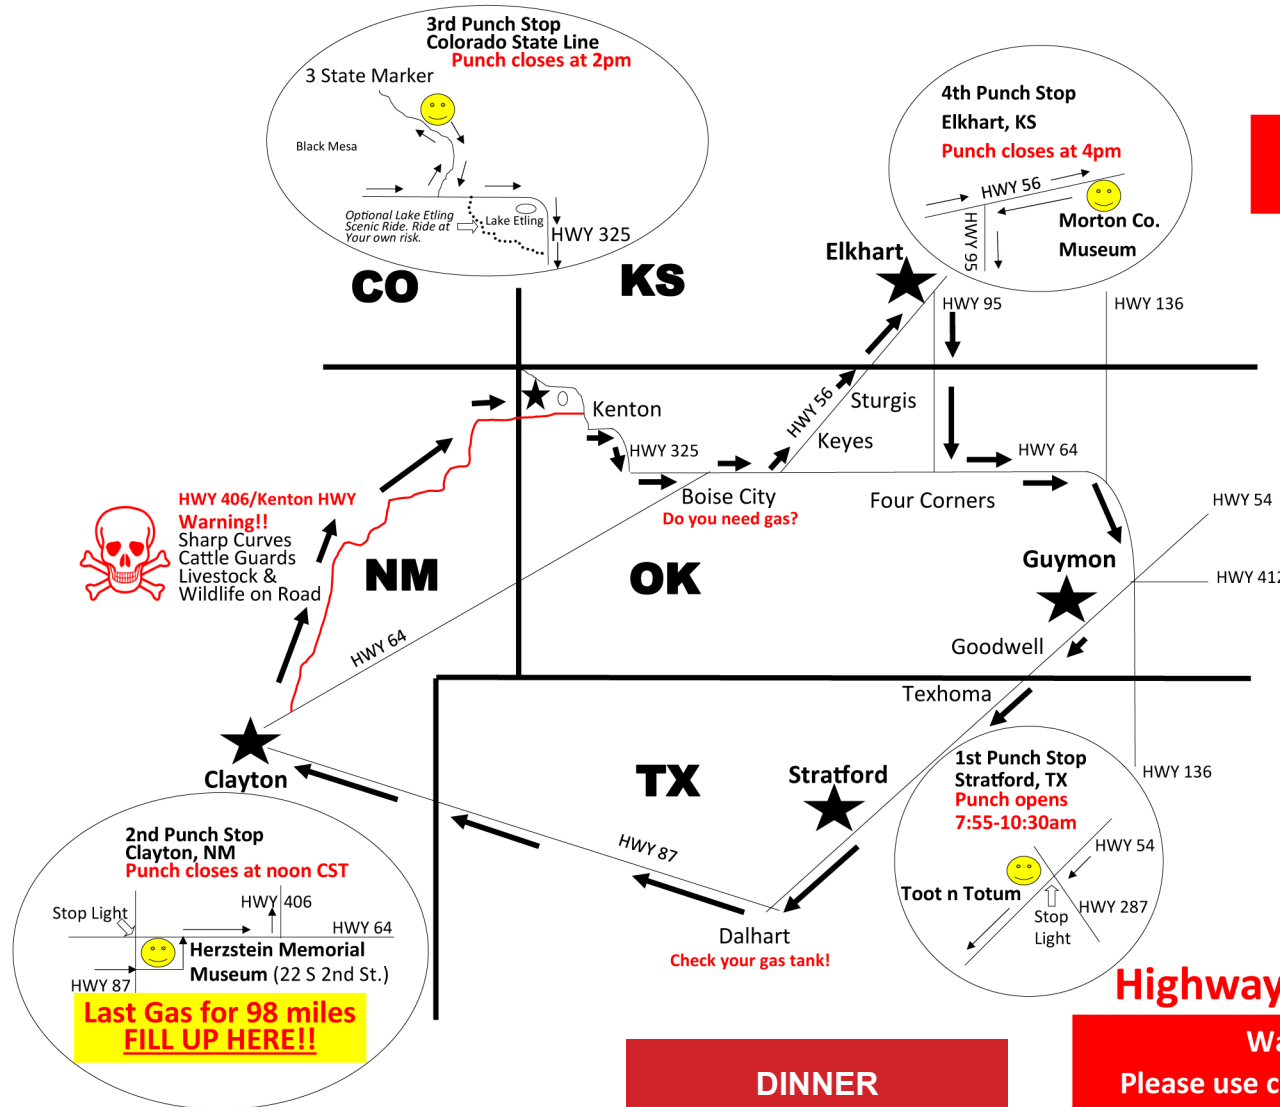 3rd Punch Stop
Colorado State Line
Punch closes at 2pm
3 State Marker
Black Mesa
Optional Lake Etling
Scenic Ride. Ride at
Your own risk.
Lake Etling
HWY 325
4th Punch Stop
Elkhart, KS
Punch closes at 4pm
HWY 56
HWY 95
Morton Co.
Museum
CO
KS
Elkhart
HWY 95
HWY 136
Kenton
HWY 325
HWY 56
Sturgis
Keyes
HWY 64
Boise City
Do you need gas?
Four Corners
HWY 54
HWY 406/Kenton HWY
Warning!!
Sharp Curves
Cattle Guards
Livestock &
Wildlife on Road
NM
OK
Guymon
HWY 412
HWY 64
Goodwell
Texhoma
Clayton
TX
Stratford
HWY 87
HWY 136
1st Punch Stop
Stratford, TX
Punch opens
7:55-10:30am
HWY 54
Toot n Totum
HWY 287
Stop
Light
2nd Punch Stop
Clayton, NM
Punch closes at noon CST
HWY 406
Stop Light
HWY 64
Herzstein Memorial
Museum (22 S 2nd St.)
HWY 87
Last Gas for 98 miles
FILL UP HERE!!
Dalhart
Check your gas tank!
Highway
DINNER
Please use